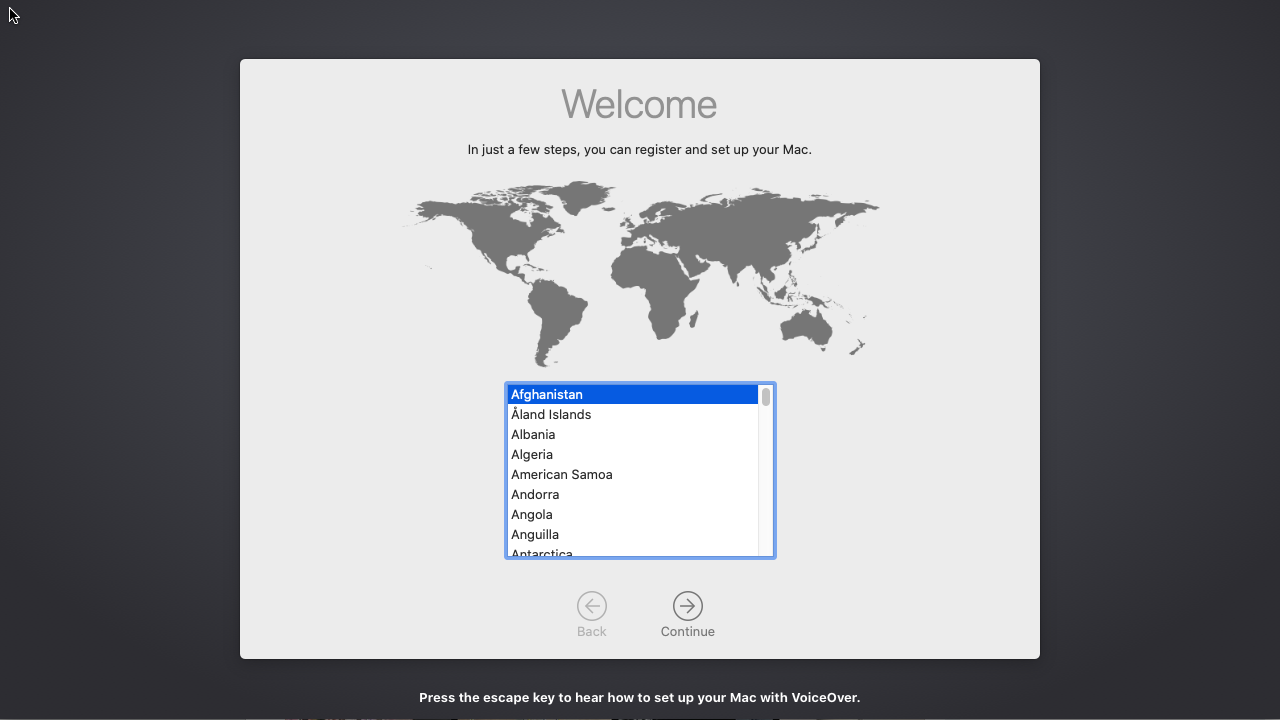 Welcome
In just a few steps, you can register and set up your Mac.
Afghanistan
Åland Islands
Albania
Algeria
American Samoa
Andorra
Angola
Anguilla
Antarctica
Back
Continue
Press the escape key to hear how to set up your Mac with VoiceOver.